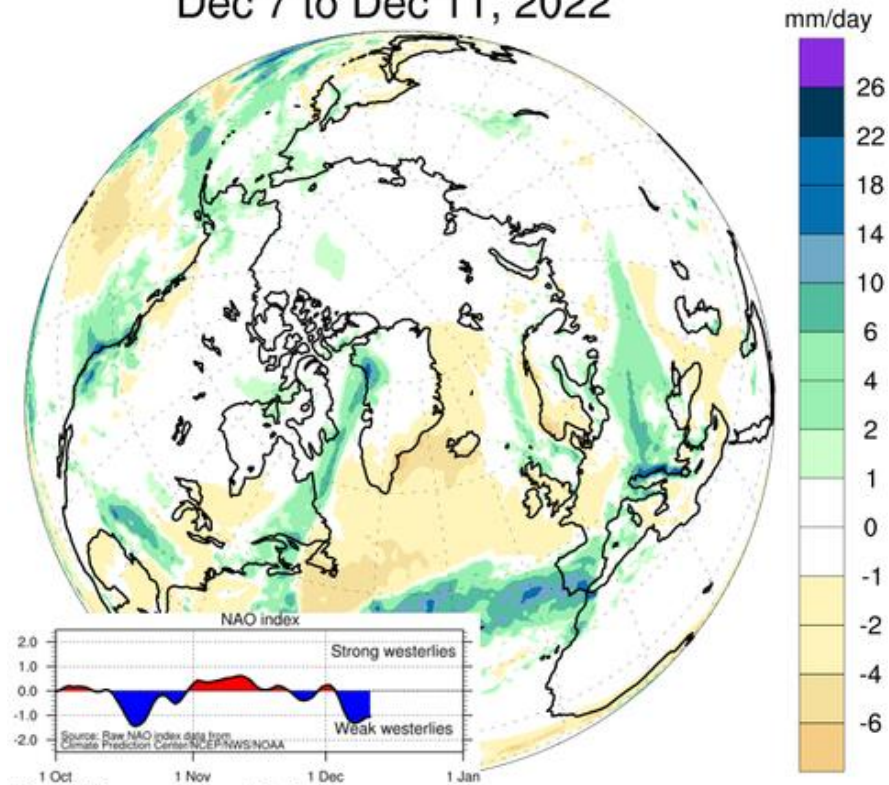 Dec 7 to Dec 11, 2022
mm/day
26
22
18
14
10
6
4
2
1
0
-1
-2
-4
-6
NAO index
2.0
1.0
0.0
-1.0
-2.0
Strong westerlies
Weak westerlies
Source: Raw NAO index data from
Climate Prediction Center/NCEP/NWS/NOAA
1 Oct 1 Nov 1 Dec 1 Jan